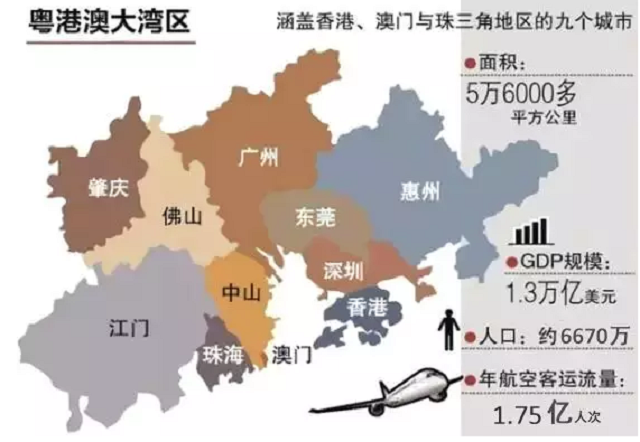 粤港澳大湾区
涵盖香港、澳门与珠三角地区的九个城市
面积：
5万6000多
平方公里
广州
肇庆
惠州
佛山
东莞
深圳
中山
香港
江门
珠海
澳门
GDP规模：
1.3万亿美元
人口：约6670万
年航空客运流量：
1.75亿人次